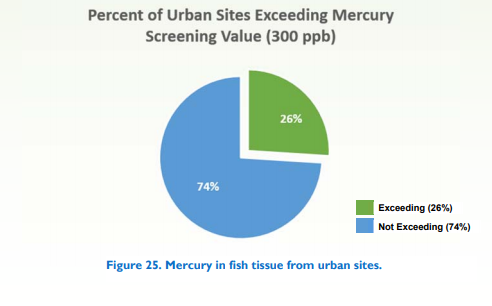 Percent of Urban Sites Exceeding Mercury
Screening Value (300 ppb)
26%
74%
Exceeding (26%)
Not Exceeding (74%)
Figure 25. Mercury in fish tissue from urban sites.